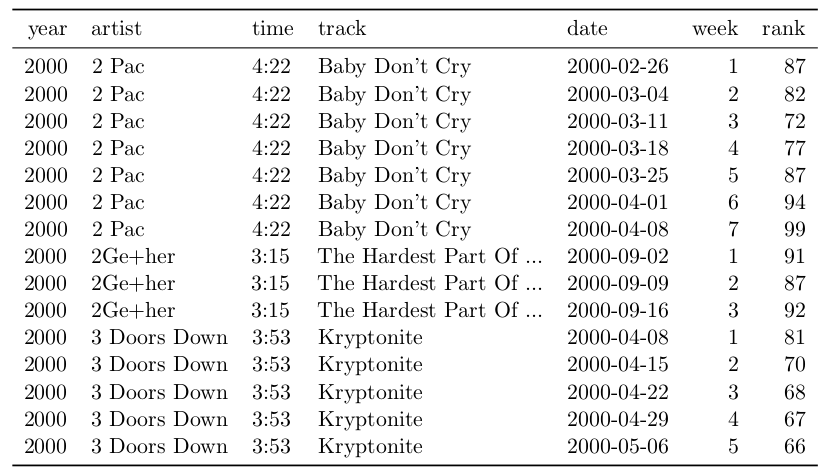 year artist time track date week rank
2000 2 Pac 4:22 Baby Don't Cry 2000-02-26 1 87
2000 2 Pac 4:22 Baby Don't Cry 2000-03-04 2 82
2000 2 Pac 4:22 Baby Don't Cry 2000-03-11 3 72
2000 2 Pac 4:22 Baby Don't Cry 2000-03-18 4 77
2000 2 Pac 4:22 Baby Don't Cry 2000-03-25 5 87
2000 2 Pac 4:22 Baby Don't Cry 2000-04-01 6 94
2000 2 Pac 4:22 Baby Don't Cry 2000-04-08 7 99
2000 2Ge+her 3:15 The Hardest Part Of ... 2000-09-02 1 91
2000 2Ge+her 3:15 The Hardest Part Of ... 2000-09-09 2 87
2000 2Ge+her 3:15 The Hardest Part Of ... 2000-09-16 3 92
2000 3 Doors Down 3:53 Kryptonite 2000-04-08 1 81
2000 3 Doors Down 3:53 Kryptonite 2000-04-15 2 70
2000 3 Doors Down 3:53 Kryptonite 2000-04-22 3 68
2000 3 Doors Down 3:53 Kryptonite 2000-04-29 4 67
2000 3 Doors Down 3:53 Kryptonite 2000-05-06 5 66